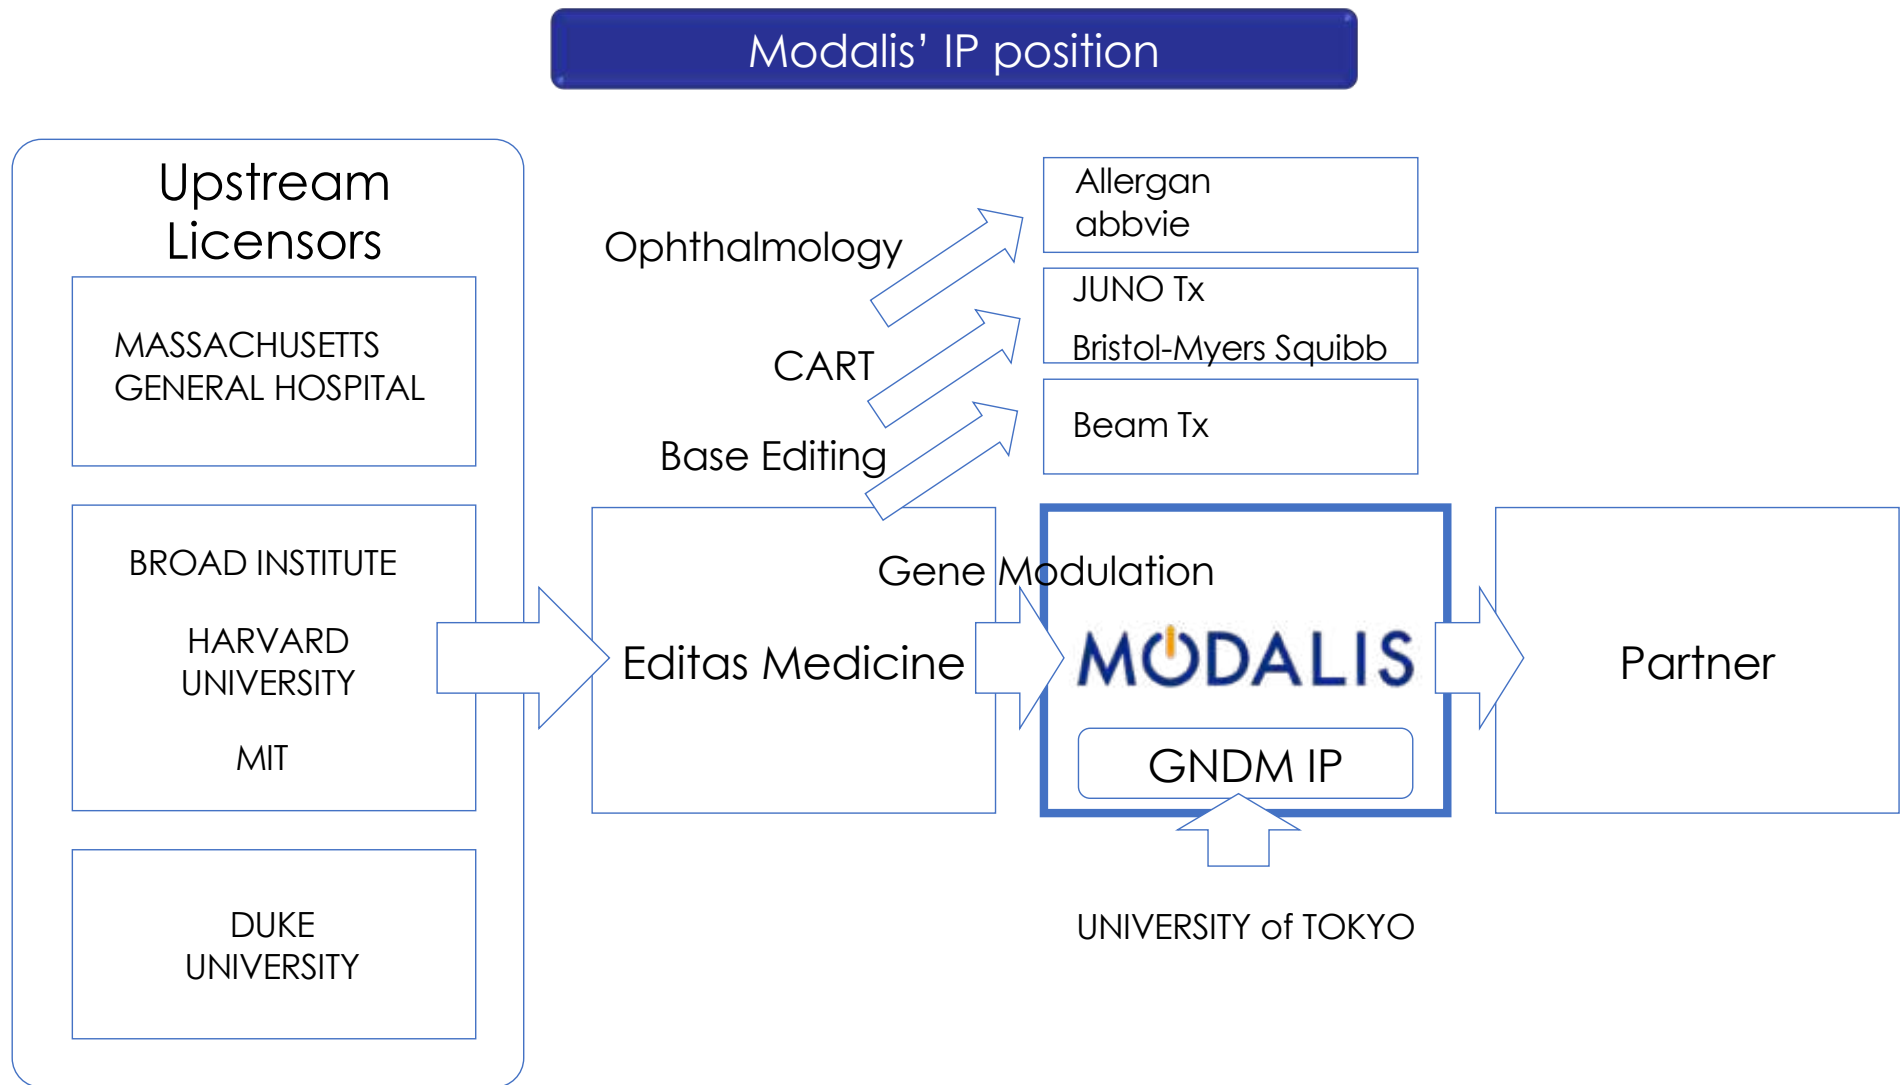 Modalis' IP position
Upstream
Licensors
MASSACHUSETTS
GENERAL HOSPITAL
BROAD INSTITUTE
HARVARD
UNIVERSITY
MIT
DUKE
UNIVERSITY
Editas Medicine
Ophthalmology
CART
Base Editing
Gene Modulation
Allergan
abbvie
JUNO Tx
Bristol-Myers Squibb
Beam Tx
MODALIS
GNDM IP
UNIVERSITY of TOKYO
Partner